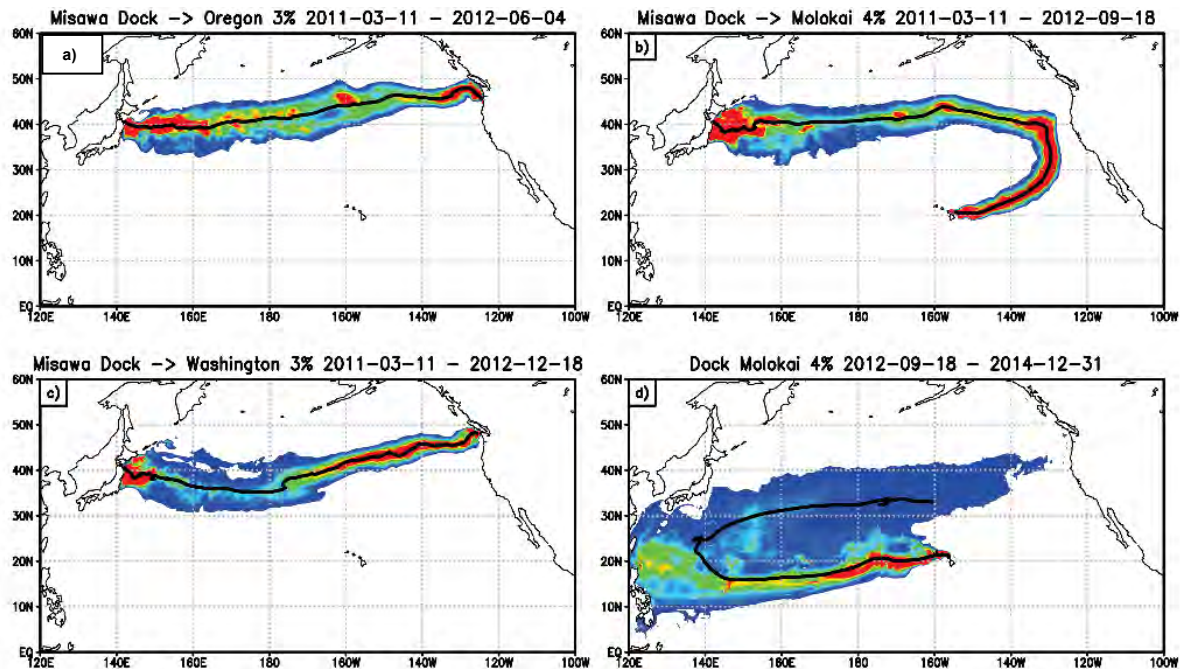 Misawa Dock -> Oregon 3% 2011-03-11 - 2012-06-04
a)
60N
50N
40N
30N
20N
10N
EQ
120E 140E 160E 180 160W 140W 120W 100W
Misawa Dock -> Molokai 4% 2011-03-11 - 2012-09-18
b)
60N
50N
40N
30N
20N
10N
EQ
120E 140E 160E 180 160W 140W 120W 100W
Misawa Dock -> Washington 3% 2011-03-11 - 2012-12-18
c)
60N
50N
40N
30N
20N
10N
EQ
120E 140E 160E 180 160W 140W 120W 100W
Dock Molokai 4% 2012-09-18 - 2014-12-31
d)
60N
50N
40N
30N
20N
10N
EQ
120E 140E 160E 180 160W 140W 120W 100W